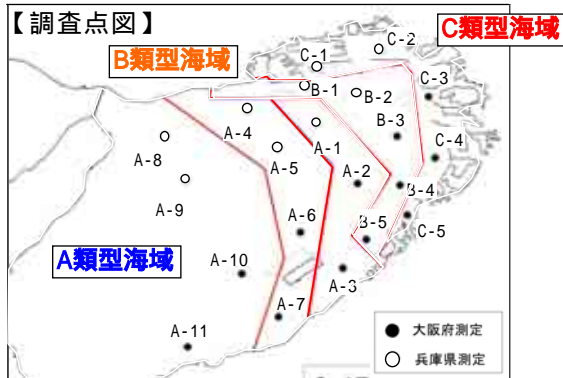 【調査点図】
C類型海域
B類型海域
C-1
C-2
B-1
B-2
C-3
A-4
A-1
B-3
A-8
A-5
C-4
A-9
A-2
B-4
A-6
B-5
C-5
A類型海域
A-10
A-3
A-7
A-11
● 大阪府測定
○ 兵庫県測定